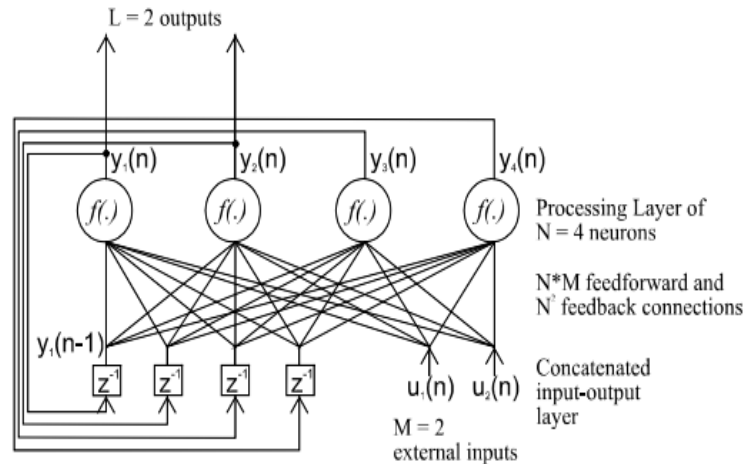 L = 2 outputs
y₁(n)
y₂(n)
y₃(n)
y₄(n)
f(.)
f(.)
f(.)
f(.)
Processing Layer of
N = 4 neurons
N*M feedforward and
N² feedback connections
y₁(n-1)
z⁻¹
z⁻¹
z⁻¹
z⁻¹
u₁(n)
u₂(n)
Concatenated
input-output
layer
M = 2
external inputs